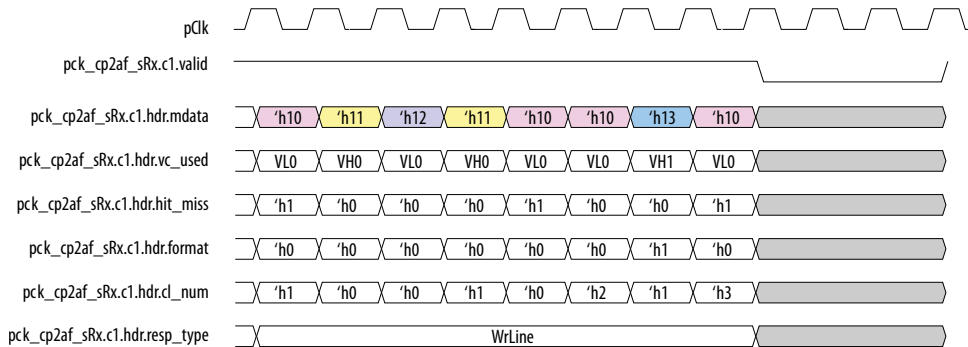 pClk
pck_cp2af_sRx.c1.valid
pck_cp2af_sRx.c1.hdr.mdata ‘h10 ‘h11 ‘h12 ‘h11 ‘h10 ‘h10 ‘h13 ‘h10
pck_cp2af_sRx.c1.hdr.vc_used VL0 VH0 VL0 VH0 VL0 VL0 VH1 VL0
pck_cp2af_sRx.c1.hdr.hit_miss ‘h1 ‘h0 ‘h0 ‘h0 ‘h1 ‘h0 ‘h0 ‘h1
pck_cp2af_sRx.c1.hdr.format ‘h0 ‘h0 ‘h0 ‘h0 ‘h0 ‘h0 ‘h1 ‘h0
pck_cp2af_sRx.c1.hdr.cl_num ‘h1 ‘h0 ‘h0 ‘h1 ‘h0 ‘h2 ‘h1 ‘h3
pck_cp2af_sRx.c1.hdr.resp_type WrLine